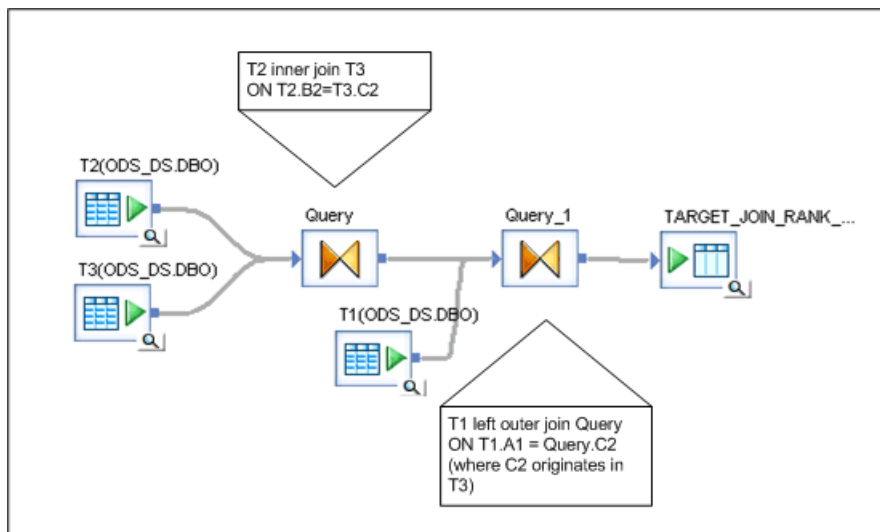 T2 inner join T3
ON T2.B2=T3.C2
T2(ODS_DS.DBO)
Query
Query_1
TARGET_JOIN_RANK_...
T3(ODS_DS.DBO)
T1(ODS_DS.DBO)
T1 left outer join Query
ON T1.A1 = Query.C2
(where C2 originates in
T3)